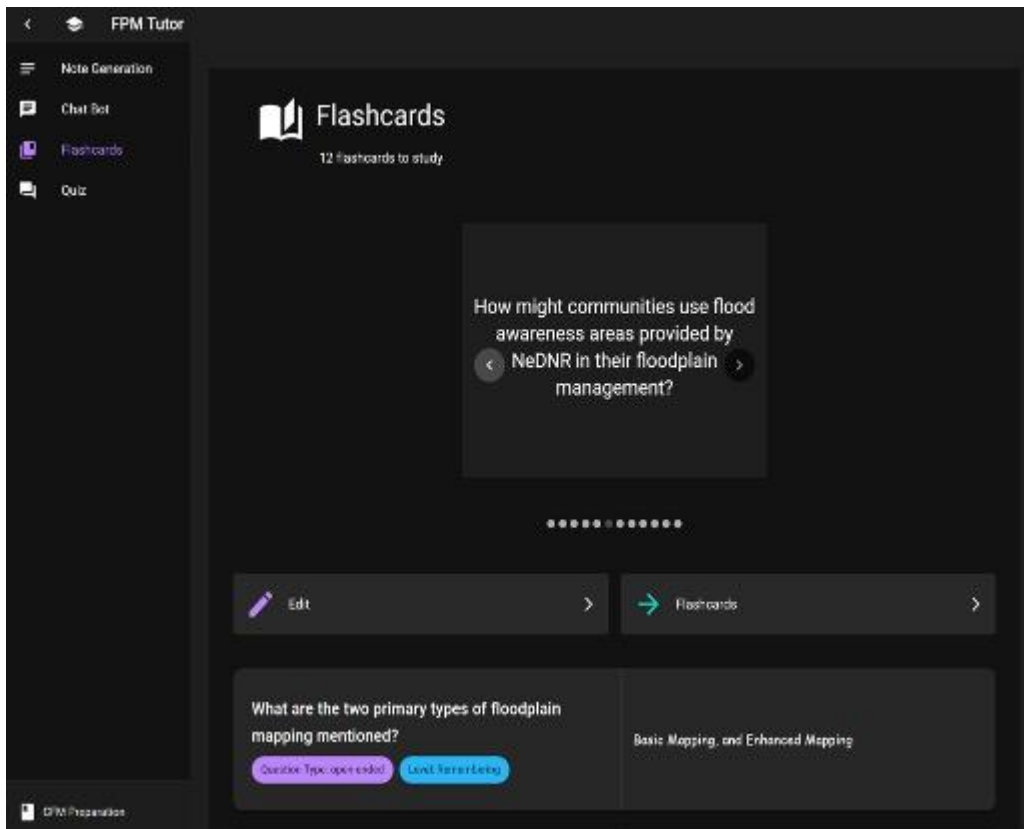 FPM Tutor
Note Generation
Chat Bot
Flashcards
Quiz
Flashcards
12 flashcards to study
How might communities use flood
awareness areas provided by
NeDNR in their floodplain
management?
Edit
Flashcards
What are the two primary types of floodplain
mapping mentioned?
Question Type: open-ended
Level: Remembering
Basic Mapping, and Enhanced Mapping
CFM Preparation